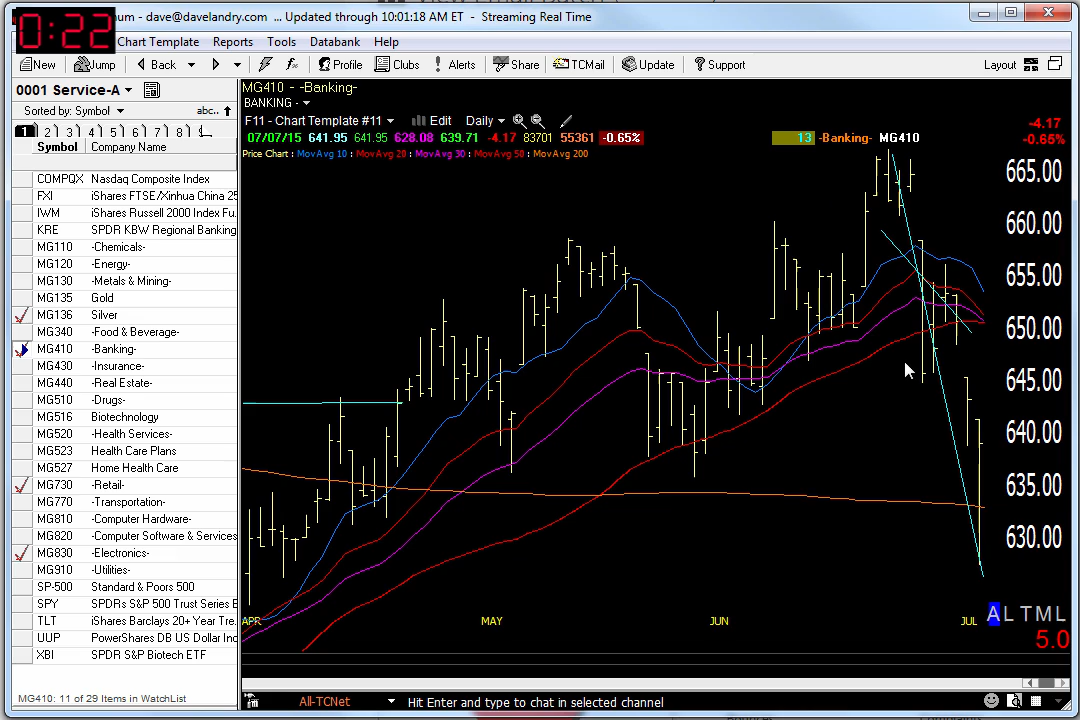 num - dave@davelandry.com ... Updated through 10:01:18 AM ET - Streaming Real Time
0:22
Chart Template Reports Tools Databank Help
New Jump Back Profile Clubs Alerts Share TCMail Update Support Layout
0001 Service-A
Sorted by: Symbol abc..
1 2 3 4 5 6 7 8
Symbol Company Name
COMPQX Nasdaq Composite Index
FXI iShares FTSE/Xinhua China 25
IWM iShares Russell 2000 Index Fu.
KRE SPDR KBW Regional Banking
MG110 -Chemicals-
MG120 -Energy-
MG130 -Metals & Mining-
MG135 Gold
MG136 Silver
MG340 -Food & Beverage-
MG410 -Banking-
MG430 -Insurance-
MG440 -Real Estate-
MG510 -Drugs-
MG516 Biotechnology
MG520 -Health Services-
MG523 Health Care Plans
MG527 Home Health Care
MG730 -Retail-
MG770 -Transportation-
MG810 -Computer Hardware-
MG820 -Computer Software & Services
MG830 -Electronics-
MG910 -Utilities-
SP-500 Standard & Poors 500
SPY SPDRs S&P 500 Trust Series E
TLT iShares Barclays 20+ Year Tre.
UUP PowerShares DB US Dollar Inc
XBI SPDR S&P Biotech ETF
MG410: 11 of 29 Items in WatchList
MG410 - -Banking-
BANKING -
F11 - Chart Template #11 Edit Daily
07/07/15 641.95 641.95 628.08 639.71 -4.17 83701 55361 -0.65%
13 -Banking- MG410
-4.17
-0.65%
Price Chart : MovAvg 10 : MovAvg 20 : MovAvg 30 : MovAvg 50 : MovAvg 200
665.00
660.00
655.00
650.00
645.00
640.00
635.00
630.00
APR MAY JUN JUL
A L T M L
5.0
All-TCNet Hit Enter and type to chat in selected channel